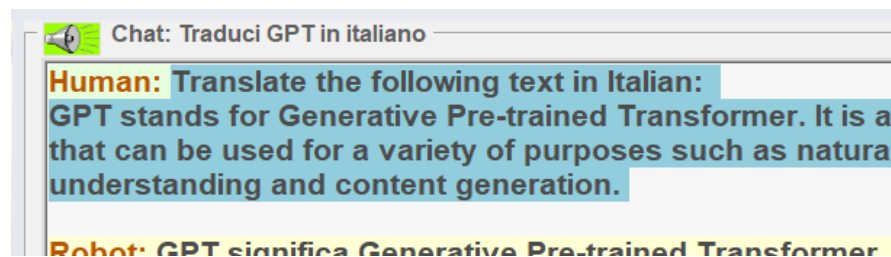 Chat: Traduci GPT in italiano
Human: Translate the following text in Italian:
GPT stands for Generative Pre-trained Transformer. It is a
that can be used for a variety of purposes such as natura
understanding and content generation.
Robot: GPT significa Generative Pre-trained Transformer.